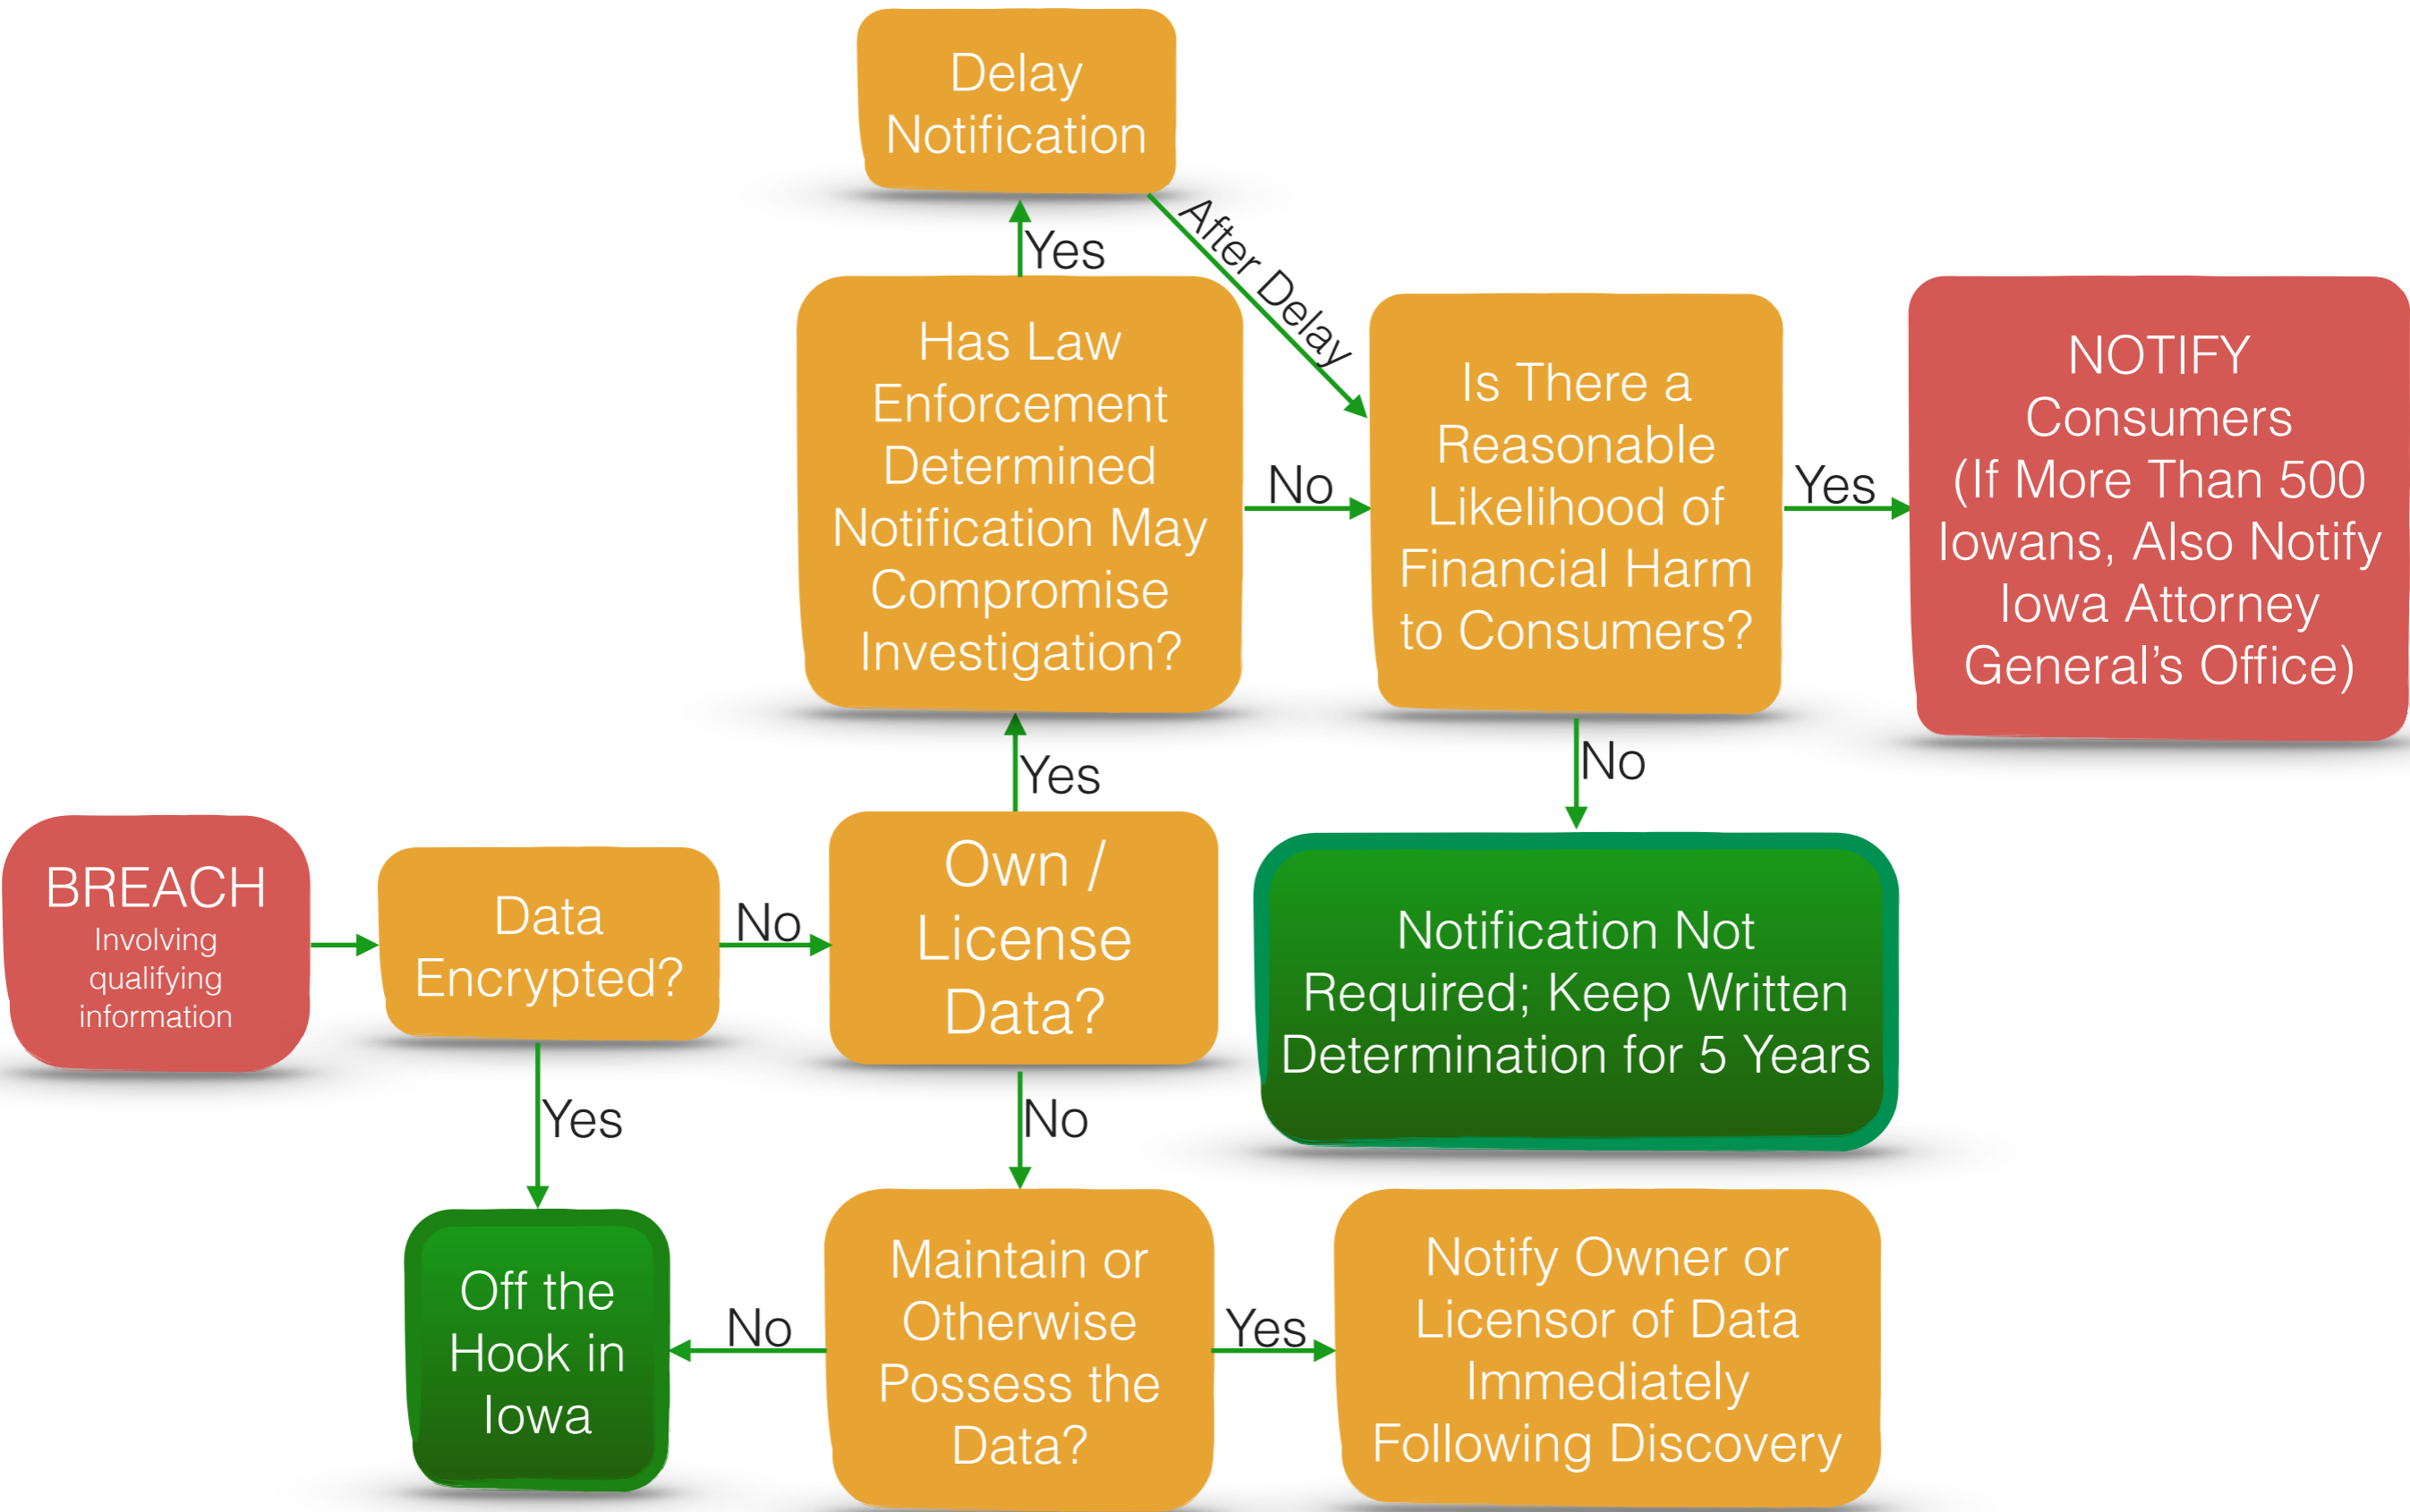 Delay
Notification
Yes
After Delay
Has Law
Enforcement
Determined
Notification May
Compromise
Investigation?
No
Is There a
Reasonable
Likelihood of
Financial Harm
to Consumers?
Yes
NOTIFY
Consumers
(If More Than 500
Iowans, Also Notify
Iowa Attorney
General's Office)
Yes
No
BREACH
Involving
qualifying
information
Data
Encrypted?
No
Own /
License
Data?
Notification Not
Required; Keep Written
Determination for 5 Years
Yes
No
Off the
Hook in
Iowa
No
Maintain or
Otherwise
Possess the
Data?
Yes
Notify Owner or
Licensor of Data
Immediately
Following Discovery